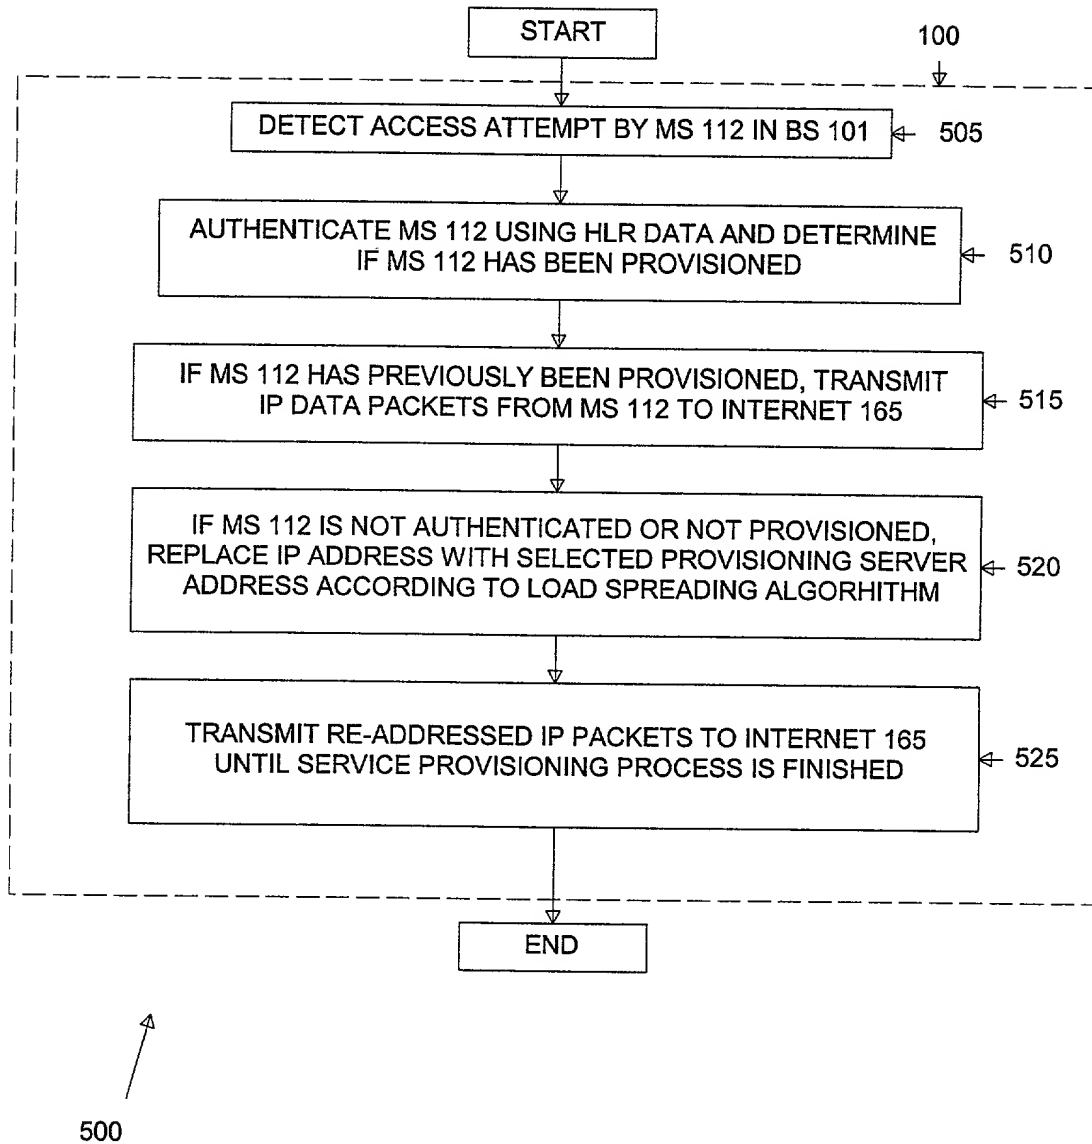 START
100
DETECT ACCESS ATTEMPT BY MS 112 IN BS 101
505
AUTHENTICATE MS 112 USING HLR DATA AND DETERMINE
IF MS 112 HAS BEEN PROVISIONED
510
IF MS 112 HAS PREVIOUSLY BEEN PROVISIONED, TRANSMIT
IP DATA PACKETS FROM MS 112 TO INTERNET 165
515
IF MS 112 IS NOT AUTHENTICATED OR NOT PROVISIONED,
REPLACE IP ADDRESS WITH SELECTED PROVISIONING SERVER
ADDRESS ACCORDING TO LOAD SPREADING ALGORHITHM
520
TRANSMIT RE-ADDRESSED IP PACKETS TO INTERNET 165
UNTIL SERVICE PROVISIONING PROCESS IS FINISHED
525
END
500